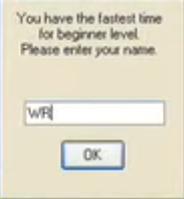 You have the fastest time
for beginner level.
Please enter your name.
WR
OK